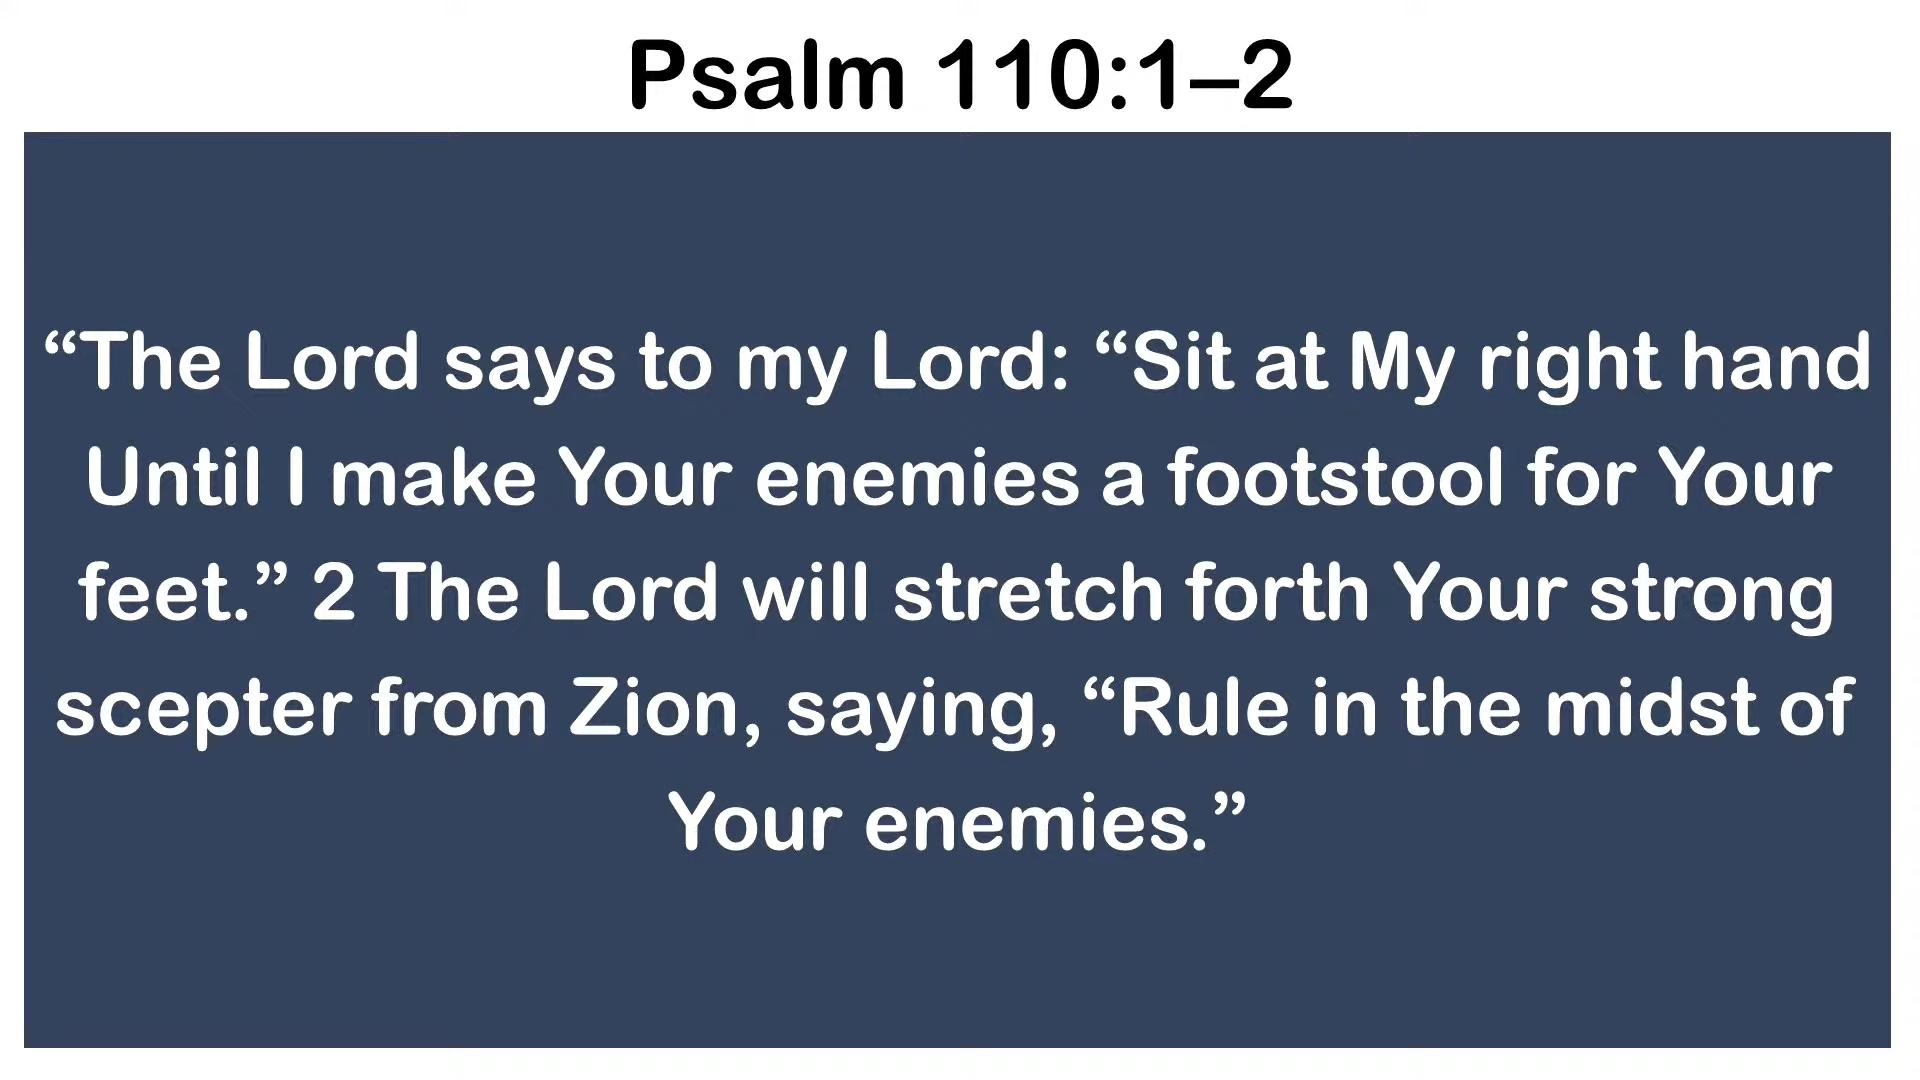 Psalm 110:1–2
“The Lord says to my Lord: “Sit at My right hand
Until I make Your enemies a footstool for Your
feet.” 2 The Lord will stretch forth Your strong
scepter from Zion, saying, “Rule in the midst of
Your enemies.”